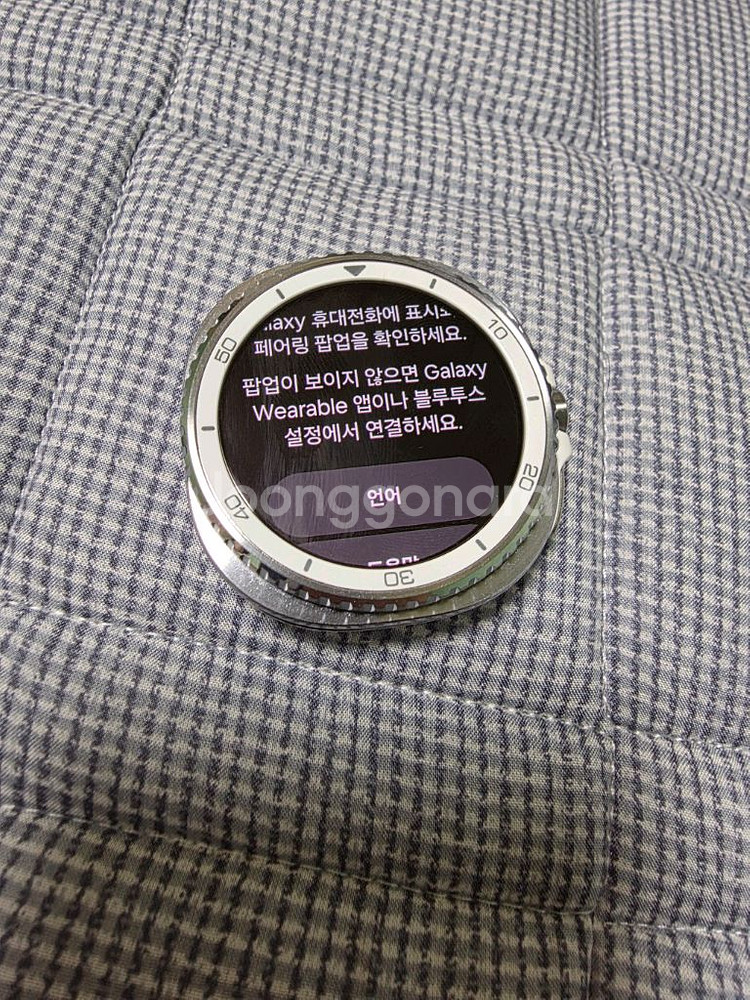 휴대전화에
페어링 팝업을 확인하세요.
팝업이 보이지 않으면 Galaxy
Wearable 앱이나 블루투스
설정에서 연결하세요.
언어
10
20
30
40
50